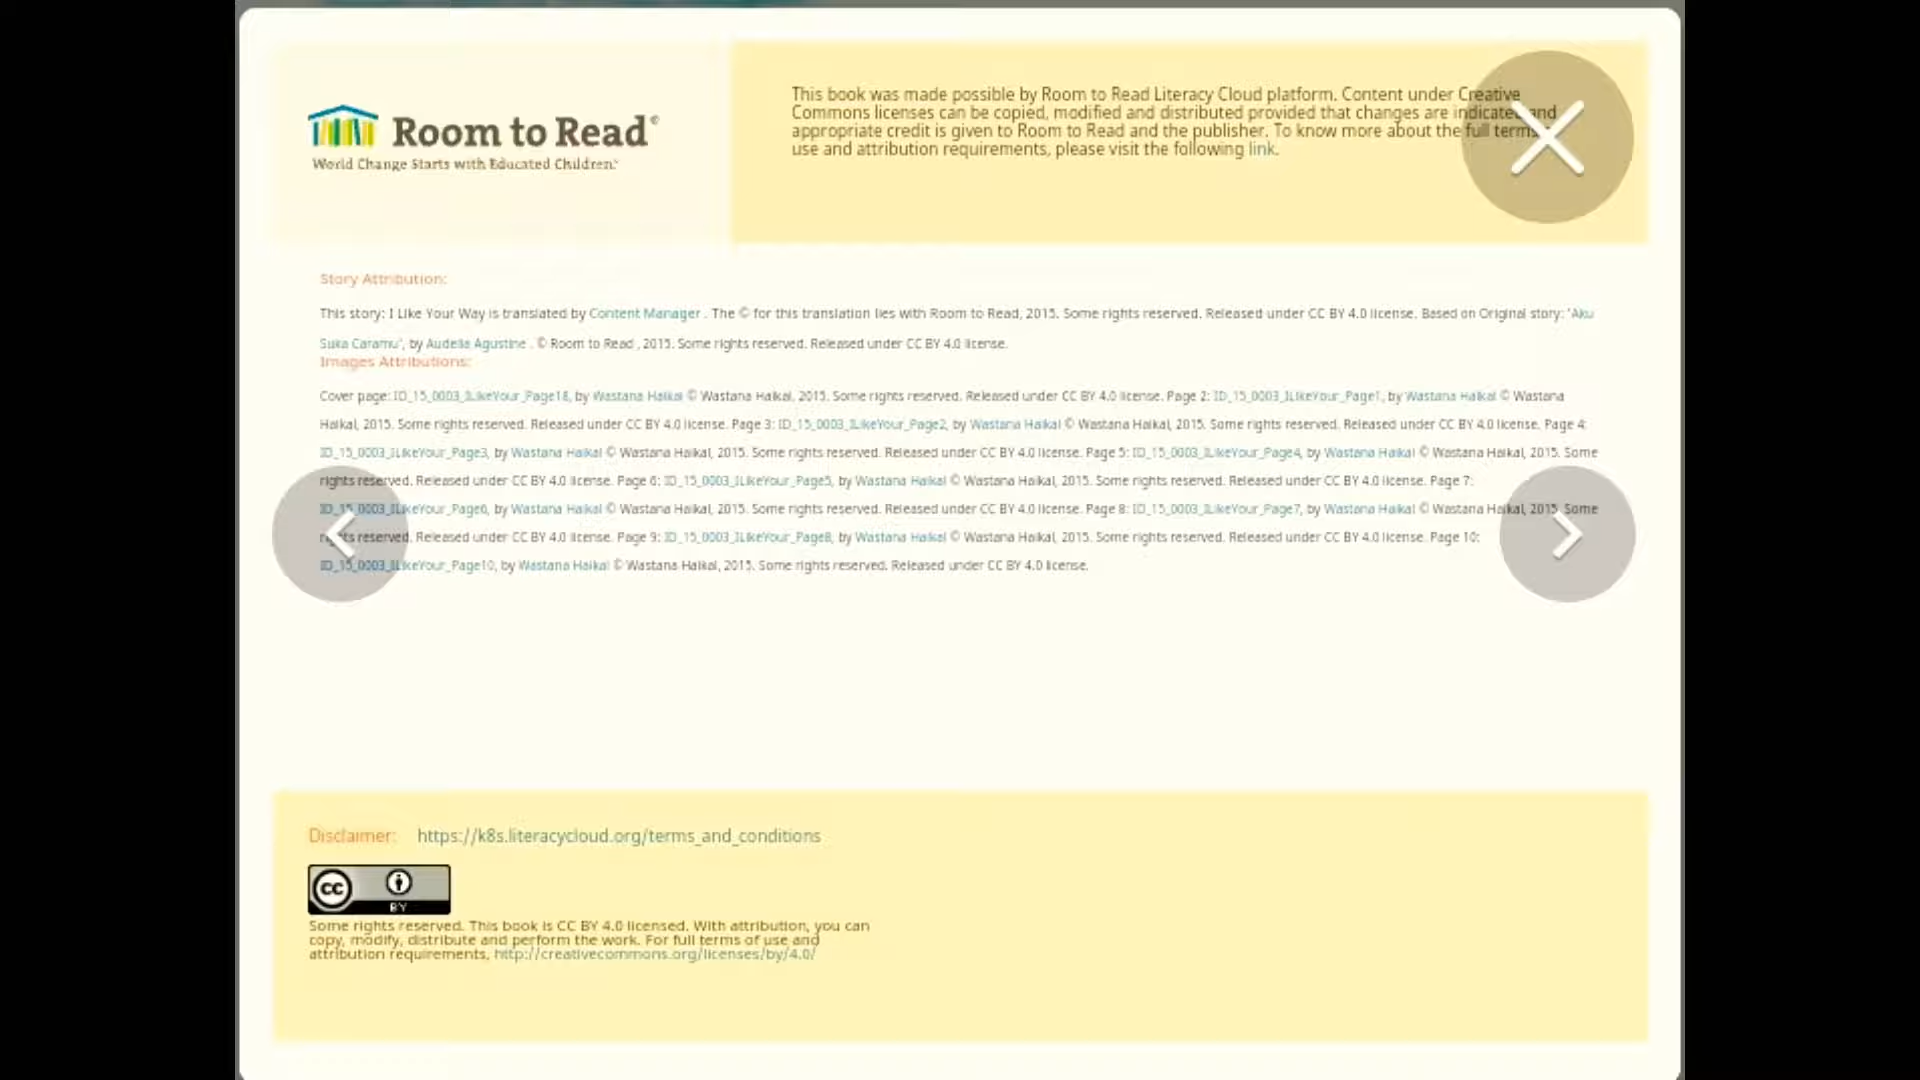 Room to Read®
World Change Starts with Educated Children.
This book was made possible by Room to Read Literacy Cloud platform. Content under Creative
Commons licenses can be copied, modified and distributed provided that changes are indicated and
appropriate credit is given to Room to Read and the publisher. To know more about the full terms
use and attribution requirements, please visit the following link.
Story Attribution:
This story: I Like Your Way is translated by Content Manager . The © for this translation lies with Room to Read, 2015. Some rights reserved. Released under CC BY 4.0 license. Based on Original story: 'Aku
Suka Caramu', by Audelia Agustine . © Room to Read , 2015. Some rights reserved. Released under CC BY 4.0 license.
Images Attributions:
Cover page: ID_15_0003_ILikeYour_Page18, by Wastana Haikal © Wastana Haikal, 2015. Some rights reserved. Released under CC BY 4.0 license. Page 2: ID_15_0003_ILikeYour_Page1, by Wastana Haikal © Wastana
Haikal, 2015. Some rights reserved. Released under CC BY 4.0 license. Page 3: ID_15_0003_ILikeYour_Page2, by Wastana Haikal © Wastana Haikal, 2015. Some rights reserved. Released under CC BY 4.0 license. Page 4:
ID_15_0003_ILikeYour_Page3, by Wastana Haikal © Wastana Haikal, 2015. Some rights reserved. Released under CC BY 4.0 license. Page 5: ID_15_0003_ILikeYour_Page4, by Wastana Haikal © Wastana Haikal, 2015. Some
rights reserved. Released under CC BY 4.0 license. Page 6: ID_15_0003_ILikeYour_Page5, by Wastana Haikal © Wastana Haikal, 2015. Some rights reserved. Released under CC BY 4.0 license. Page 7:
ID_15_0003_ILikeYour_Page6, by Wastana Haikal © Wastana Haikal, 2015. Some rights reserved. Released under CC BY 4.0 license. Page 8: ID_15_0003_ILikeYour_Page7, by Wastana Haikal © Wastana Haikal, 2015. Some
rights reserved. Released under CC BY 4.0 license. Page 9: ID_15_0003_ILikeYour_Page8, by Wastana Haikal © Wastana Haikal, 2015. Some rights reserved. Released under CC BY 4.0 license. Page 10:
ID_15_0003_ILikeYour_Page10, by Wastana Haikal © Wastana Haikal, 2015. Some rights reserved. Released under CC BY 4.0 license.
Disclaimer: https://k8s.literacycloud.org/terms_and_conditions
cc BY
Some rights reserved. This book is CC BY 4.0 licensed. With attribution, you can
copy, modify, distribute and perform the work. For full terms of use and
attribution requirements, http://creativecommons.org/licenses/by/4.0/